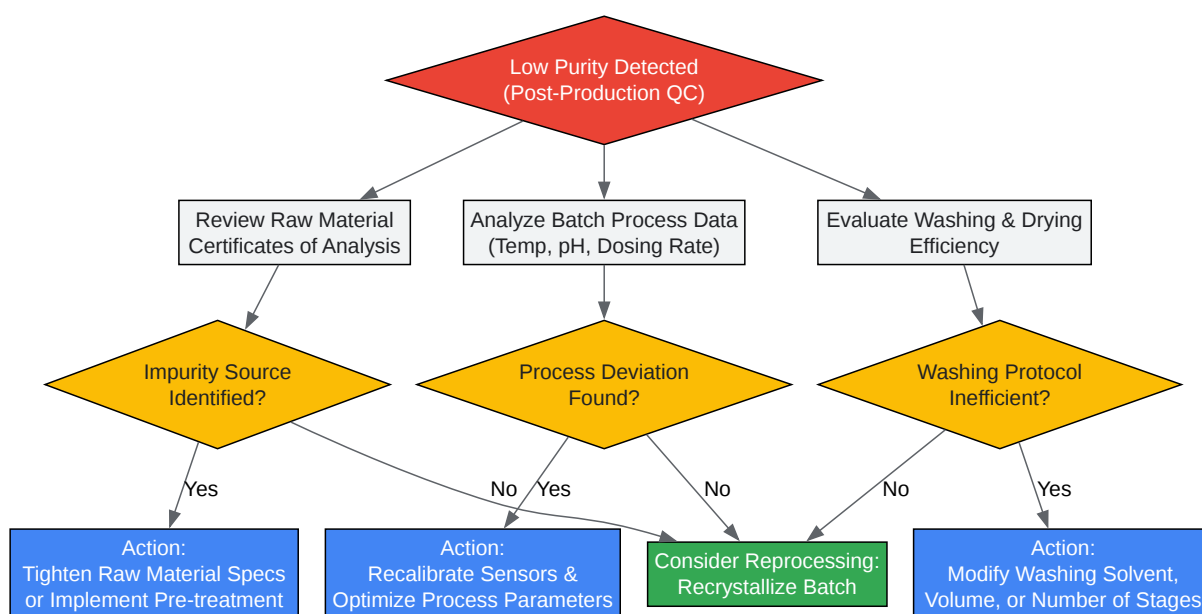 Low Purity Detected
(Post-Production QC)
Review Raw Material
Certificates of Analysis
Analyze Batch Process Data
(Temp, pH, Dosing Rate)
Evaluate Washing & Drying
Efficiency
Impurity Source
Identified?
Process Deviation
Found?
Washing Protocol
Inefficient?
Yes
No
Yes
No
No
Yes
Action:
Tighten Raw Material Specs
or Implement Pre-treatment
Action:
Recalibrate Sensors &
Optimize Process Parameters
Consider Reprocessing:
Recrystallize Batch
Action:
Modify Washing Solvent,
Volume, or Number of Stages